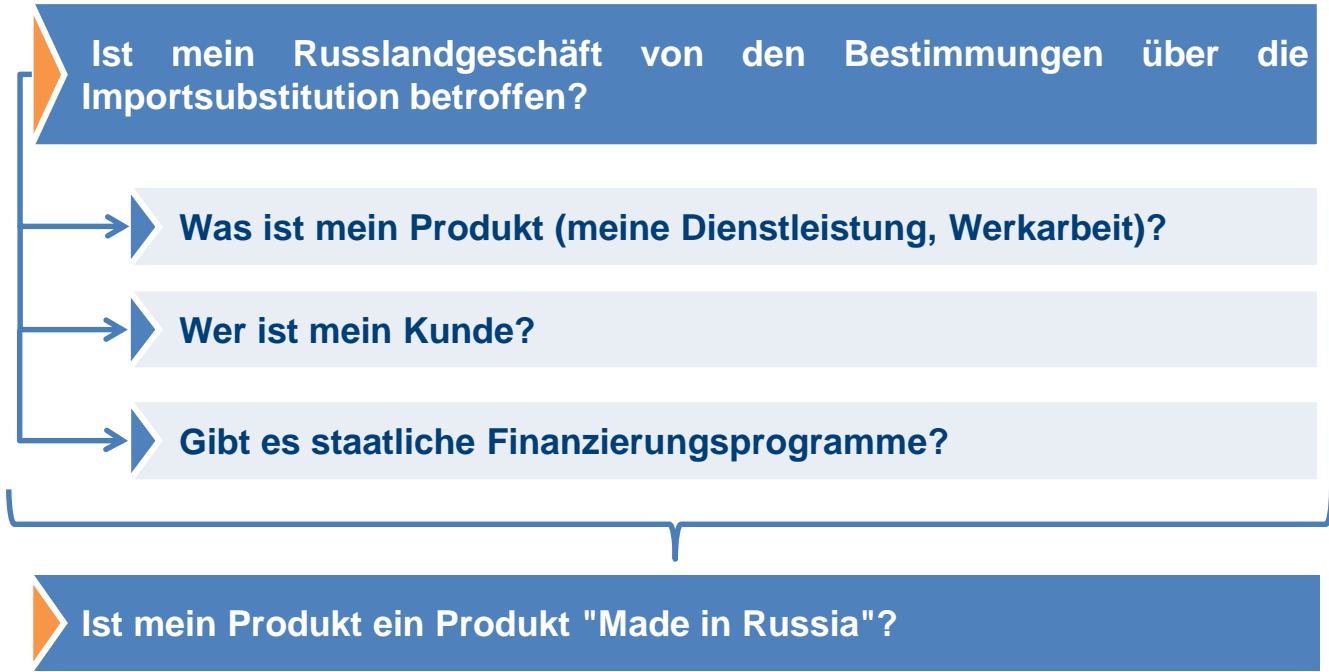 Ist mein Russlandgeschäft von den Bestimmungen über die
Importsubstitution betroffen?
Was ist mein Produkt (meine Dienstleistung, Werkarbeit)?
Wer ist mein Kunde?
Gibt es staatliche Finanzierungsprogramme?
Ist mein Produkt ein Produkt "Made in Russia"?